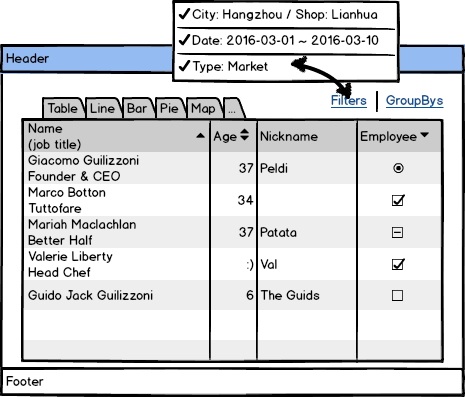 City: Hangzhou / Shop: Lianhua
Date: 2016-03-01 ~ 2016-03-10
Type: Market
Header
Filters
GroupBys
Table Line Bar Pie Map ...
Name
(job title)
Age
Nickname
Employee
Giacomo Guilizzoni
Founder & CEO
37
Peldi
Marco Botton
Tuttofare
34
Mariah Maclachlan
Better Half
37
Patata
Valerie Liberty
Head Chef
:)
Val
Guido Jack Guilizzoni
6
The Guids
Footer